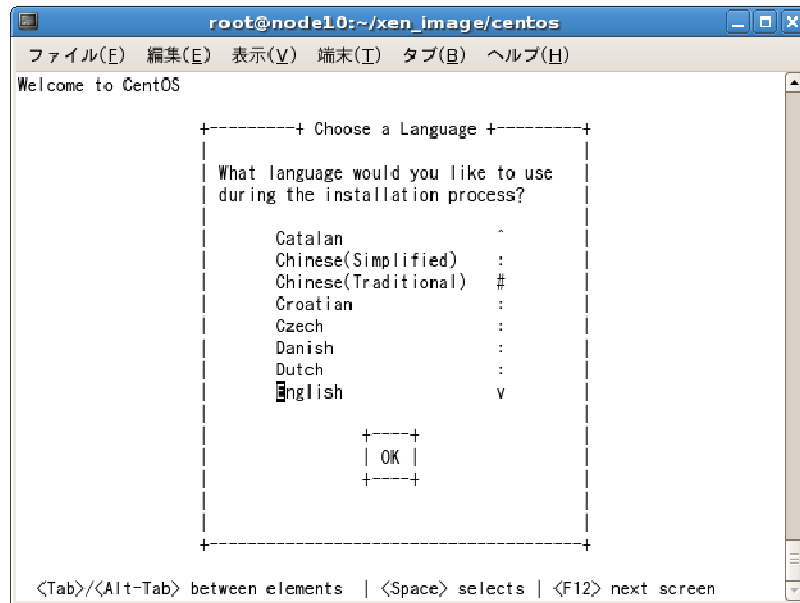 root@node10:~/xen_image/centos
ファイル(F) 編集(E) 表示(V) 端末(T) タブ(B) ヘルプ(H)
Welcome to CentOS
+---------+ Choose a Language +---------+
What language would you like to use
during the installation process?
Catalan ^
Chinese(Simplified) :
Chinese(Traditional) #
Croatian :
Czech :
Danish :
Dutch :
English v
+----+
| OK |
+----+
+---------------------------------------+
<Tab>/<Alt-Tab> between elements | <Space> selects | <F12> next screen